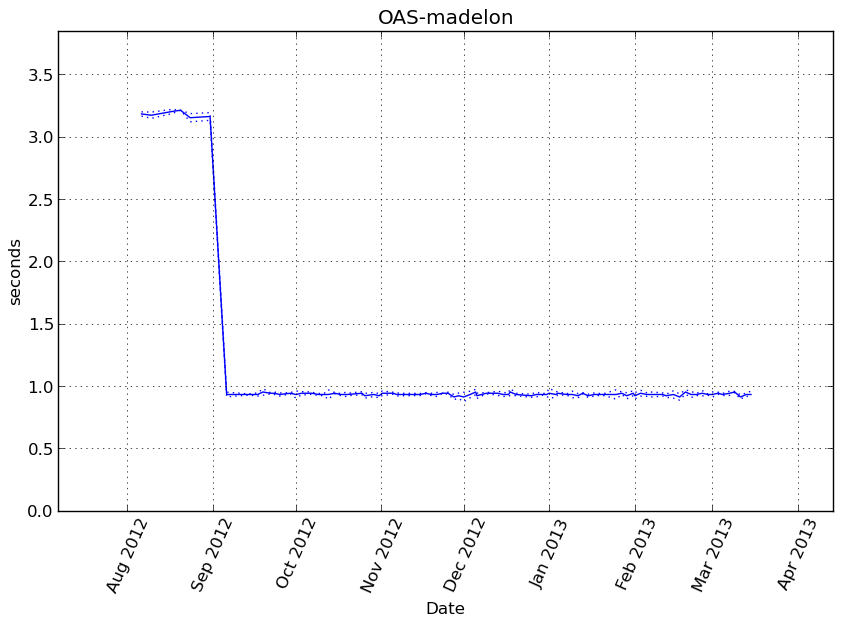 OAS-madelon
seconds
3.5
3.0
2.5
2.0
1.5
1.0
0.5
0.0
Aug 2012
Sep 2012
Oct 2012
Nov 2012
Dec 2012
Jan 2013
Feb 2013
Mar 2013
Apr 2013
Date